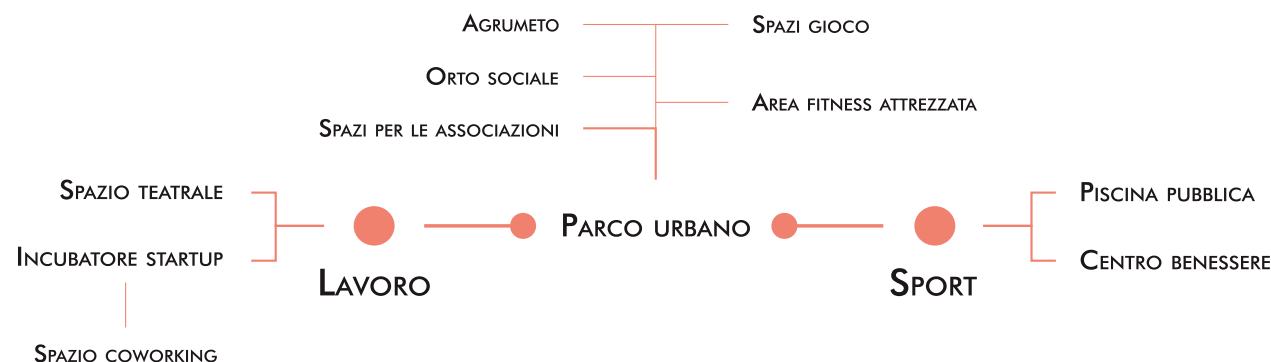 Agrumeto
Spazi gioco
Orto sociale
Area fitness attrezzata
Spazi per le associazioni
Spazio teatrale
Piscina pubblica
Parco urbano
Incubatore startup
Centro benessere
Lavoro
Sport
Spazio coworking